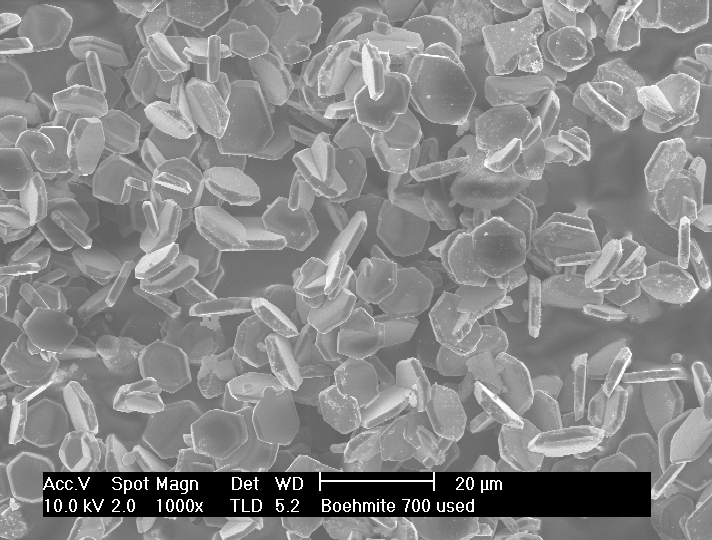 Acc.V Spot Magn Det WD 20 µm
10.0 kV 2.0 1000x TLD 5.2 Boehmite 700 used